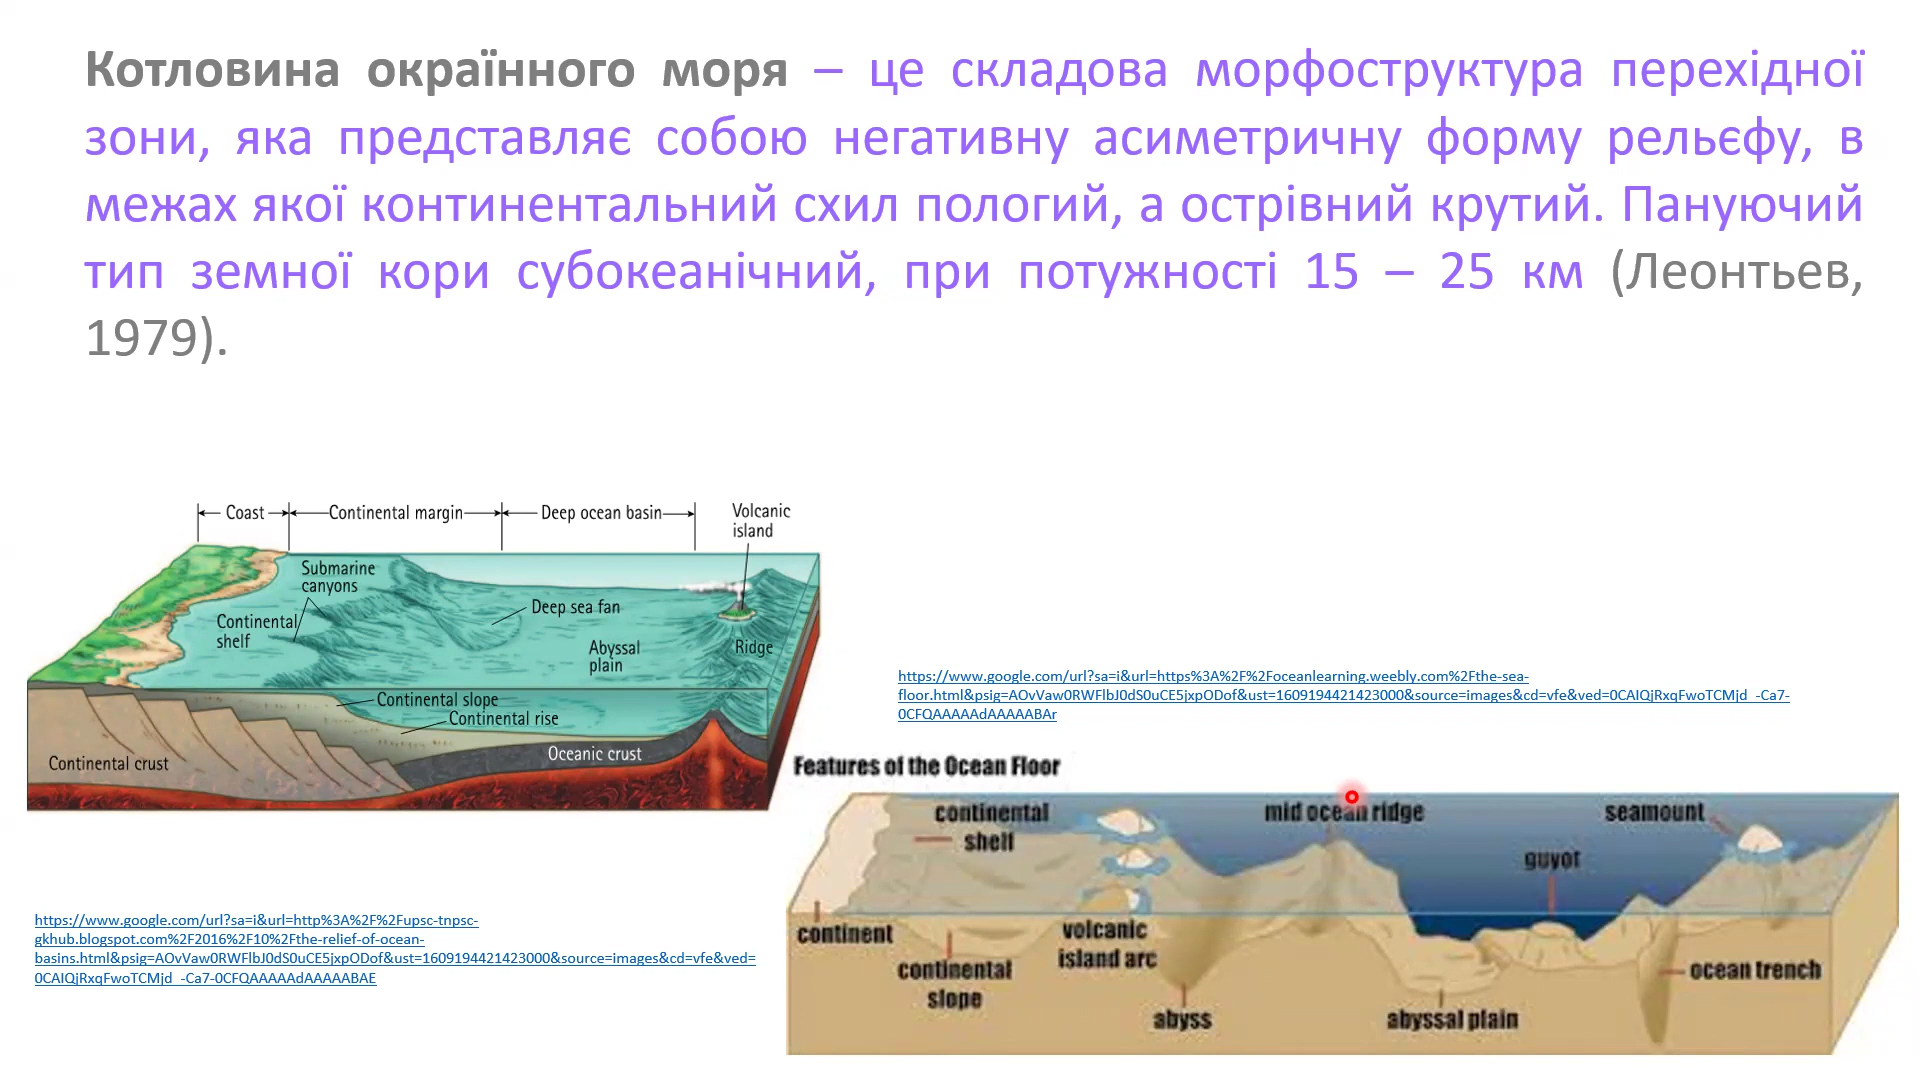 Котловина окраїнного моря – це складова морфоструктура перехідної
зони, яка представляє собою негативну асиметричну форму рельєфу, в
межах якої континентальний схил пологий, а острівний крутий. Пануючий
тип земної кори субокеанічний, при потужності 15 – 25 км (Леонтьев,
1979).
Coast
Continental margin
Deep ocean basin
Volcanic
island
Submarine
canyons
Continental
shelf
Deep sea fan
Abyssal
plain
Ridge
Continental slope
Continental rise
Oceanic crust
Continental crust
https://www.google.com/url?sa=i&url=https%3A%2F%2Foceanlearning.weebly.com%2Fthe-sea-
floor.html&psig=AOvVaw0RWFlbJ0dS0uCE5jxpODof&ust=1609194421423000&source=images&cd=vfe&ved=0CAIQjRxqFwoTCMjd_-Ca7-
0CFQAAAAAdAAAAABAr
Features of the Ocean Floor
continental
shelf
mid ocean ridge
seamount
guyot
continent
volcanic
island arc
continental
slope
ocean trench
abyss
abyssal plain
https://www.google.com/url?sa=i&url=http%3A%2F%2Fupsc-tnpsc-
gkhub.blogspot.com%2F2016%2F10%2Fthe-relief-of-ocean-
basins.html&psig=AOvVaw0RWFlbJ0dS0uCE5jxpODof&ust=1609194421423000&source=images&cd=vfe&ved=
0CAIQjRxqFwoTCMjd_-Ca7-0CFQAAAAAdAAAAABAE